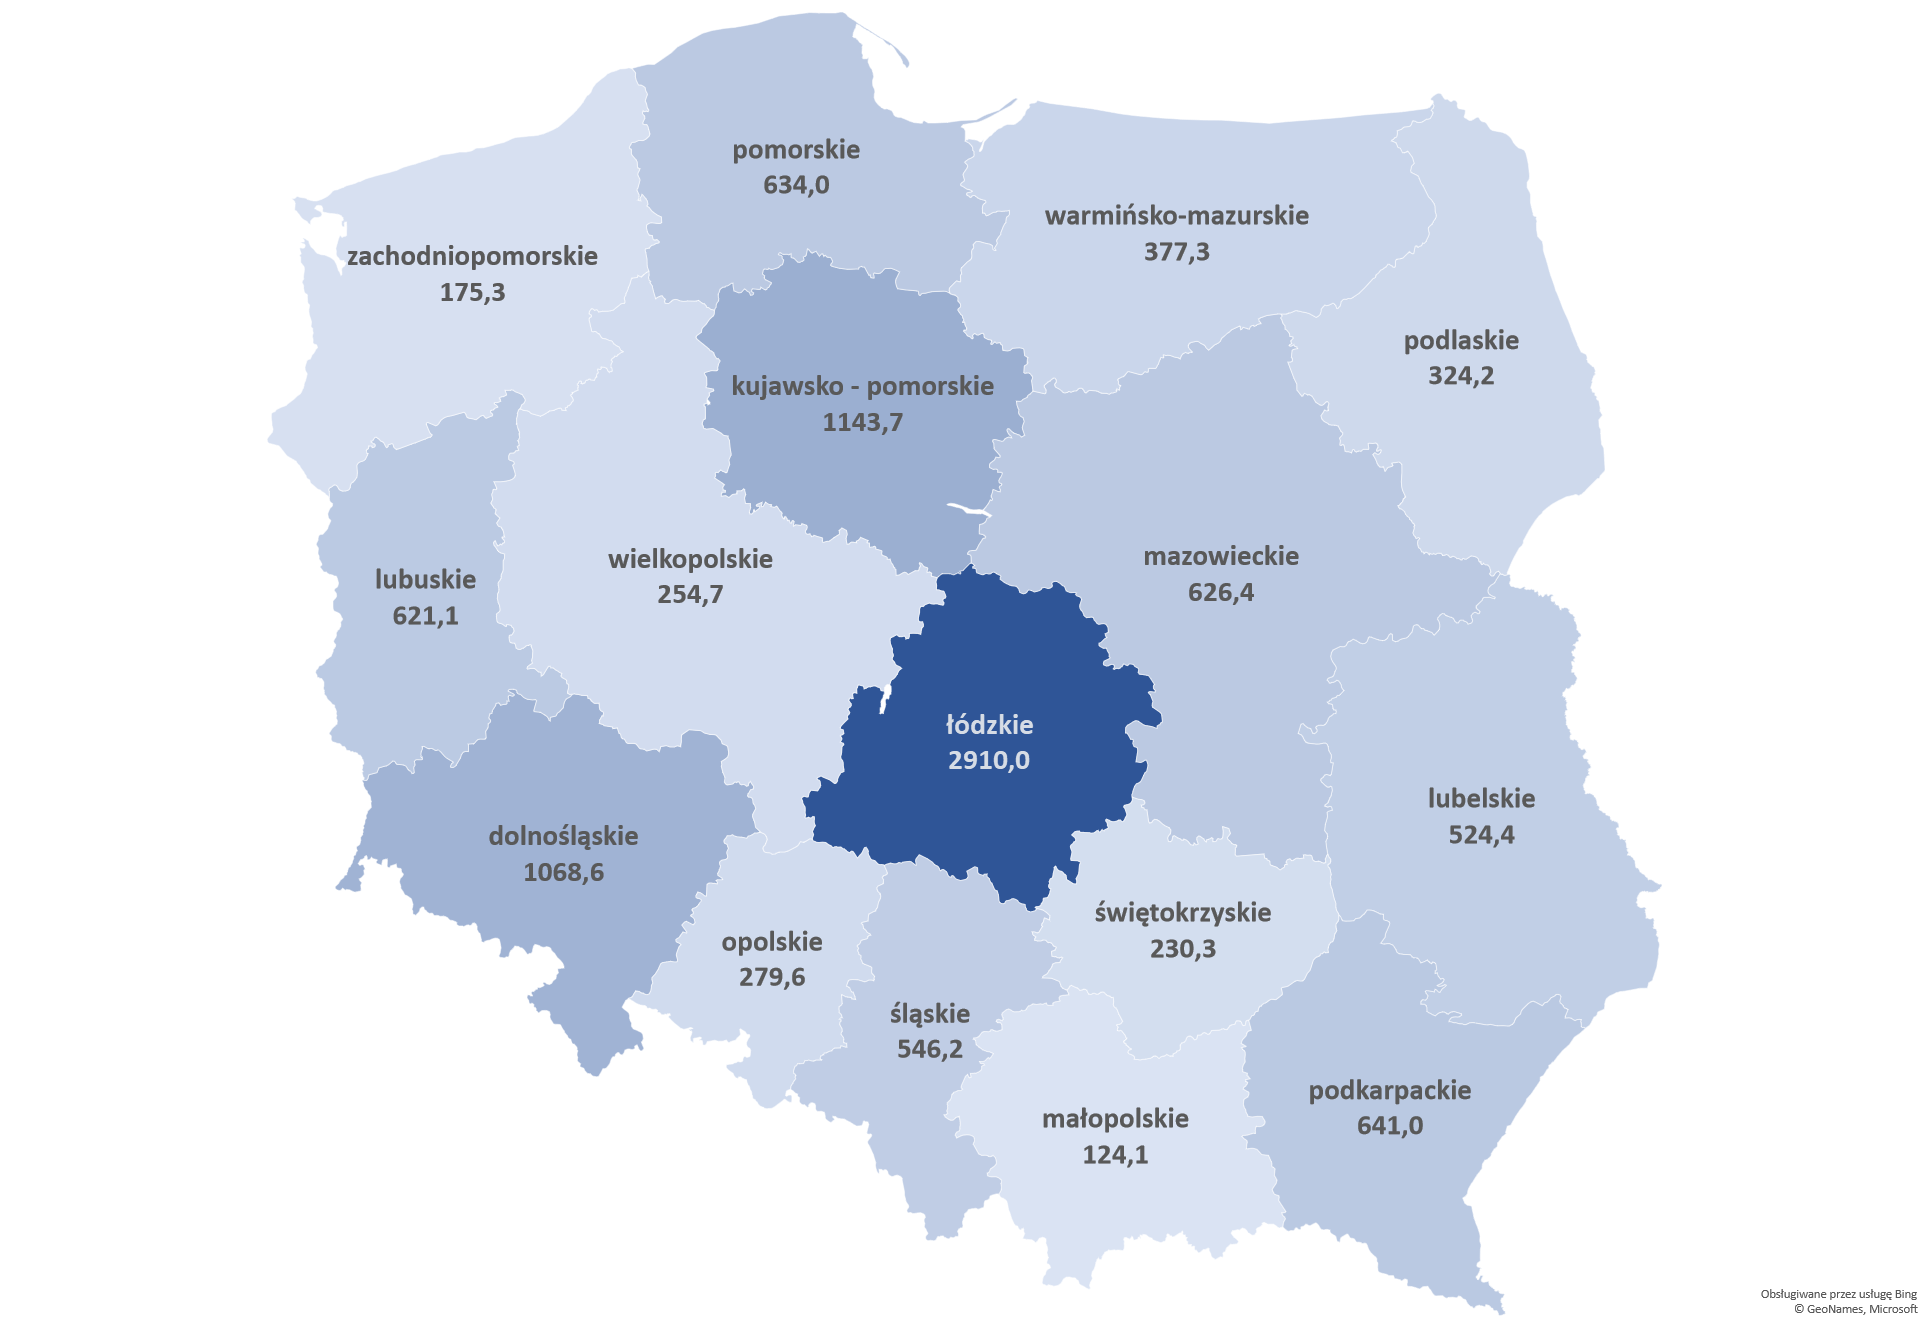 pomorskie
634,0
warmińsko-mazurskie
377,3
zachodniopomorskie
175,3
podlaskie
324,2
kujawsko - pomorskie
1143,7
wielkopolskie
254,7
mazowieckie
626,4
lubuskie
621,1
łódzkie
2910,0
lubelskie
524,4
dolnośląskie
1068,6
świętokrzyskie
230,3
opolskie
279,6
śląskie
546,2
podkarpackie
641,0
małopolskie
124,1
Obsługiwane przez usługę Bing
© GeoNames, Microsoft